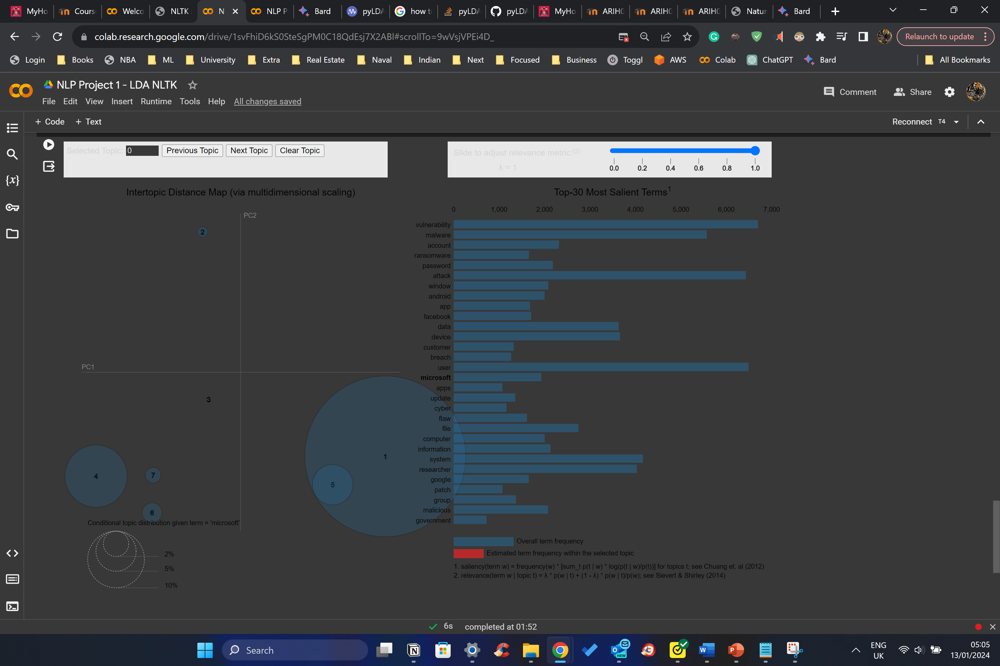 MyHo
Cours
Welco
NLTK :
N
NLP P
Bard
pyLDA
how to
pyLDA
pyLDA
MyHo
ARIH0
ARIH0
ARIH0
Natur
Bard
colab.research.google.com/drive/1svFhiD6kS0SteSgPM0C18QdEsj7X2ABl#scrollTo=9wVsjVPEi4D_
Relaunch to update
Login Books NBA ML University Extra Real Estate Naval Indian Next Focused Business Toggl AWS Colab ChatGPT Bard All Bookmarks
NLP Project 1 - LDA NLTK
Comment Share
File Edit View Insert Runtime Tools Help All changes saved
+ Code + Text
Reconnect T4
Selected Topic: 0 Previous Topic Next Topic Clear Topic
Slide to adjust relevance metric:(2)
λ = 1
0.0 0.2 0.4 0.6 0.8 1.0
{x}
Intertopic Distance Map (via multidimensional scaling)
PC2
PC1
2
3
1
4
7
5
6
Conditional topic distribution given term = 'microsoft'
2%
5%
10%
Top-30 Most Salient Terms1
0 1,000 2,000 3,000 4,000 5,000 6,000 7,000
vulnerability
malware
account
ransomware
password
attack
window
android
app
facebook
data
device
customer
breach
user
microsoft
apps
update
cyber
flaw
file
computer
information
system
researcher
google
patch
group
malicious
government
Overall term frequency
Estimated term frequency within the selected topic
1. saliency(term w) = frequency(w) * [sum_t p(t | w) * log(p(t | w)/p(t))] for topics t; see Chuang et. al (2012)
2. relevance(term w | topic t) = λ * p(w | t) + (1 - λ) * p(w | t)/p(w); see Sievert & Shirley (2014)
6s completed at 01:52
Search
NEW
ENG
UK
05:05
13/01/2024